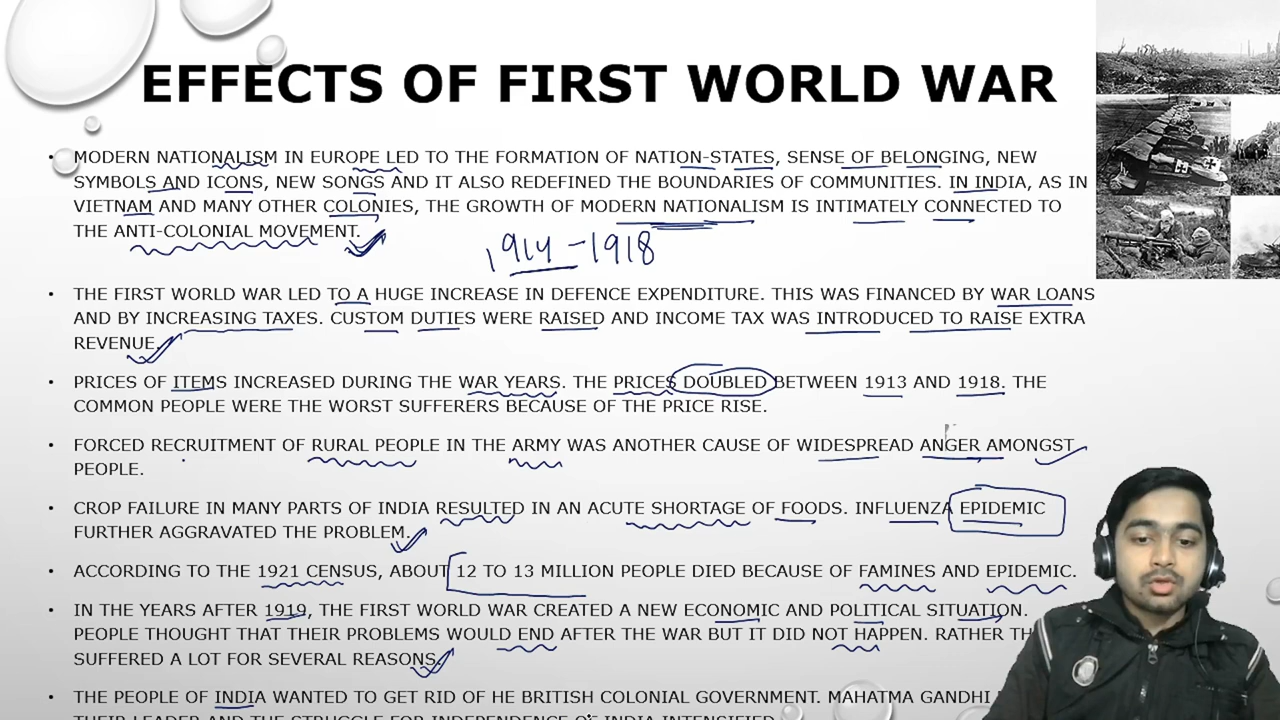 EFFECTS OF FIRST WORLD WAR
• MODERN NATIONALISM IN EUROPE LED TO THE FORMATION OF NATION-STATES, SENSE OF BELONGING, NEW
SYMBOLS AND ICONS, NEW SONGS AND IT ALSO REDEFINED THE BOUNDARIES OF COMMUNITIES. IN INDIA, AS IN
VIETNAM AND MANY OTHER COLONIES, THE GROWTH OF MODERN NATIONALISM IS INTIMATELY CONNECTED TO
THE ANTI-COLONIAL MOVEMENT.
1914-1918
• THE FIRST WORLD WAR LED TO A HUGE INCREASE IN DEFENCE EXPENDITURE. THIS WAS FINANCED BY WAR LOANS
AND BY INCREASING TAXES. CUSTOM DUTIES WERE RAISED AND INCOME TAX WAS INTRODUCED TO RAISE EXTRA
REVENUE.
• PRICES OF ITEMS INCREASED DURING THE WAR YEARS. THE PRICES DOUBLED BETWEEN 1913 AND 1918. THE
COMMON PEOPLE WERE THE WORST SUFFERERS BECAUSE OF THE PRICE RISE.
• FORCED RECRUITMENT OF RURAL PEOPLE IN THE ARMY WAS ANOTHER CAUSE OF WIDESPREAD ANGER AMONGST
PEOPLE.
• CROP FAILURE IN MANY PARTS OF INDIA RESULTED IN AN ACUTE SHORTAGE OF FOODS. INFLUENZA EPIDEMIC
FURTHER AGGRAVATED THE PROBLEM.
• ACCORDING TO THE 1921 CENSUS, ABOUT 12 TO 13 MILLION PEOPLE DIED BECAUSE OF FAMINES AND EPIDEMIC.
• IN THE YEARS AFTER 1919, THE FIRST WORLD WAR CREATED A NEW ECONOMIC AND POLITICAL SITUATION.
PEOPLE THOUGHT THAT THEIR PROBLEMS WOULD END AFTER THE WAR BUT IT DID NOT HAPPEN. RATHER
SUFFERED A LOT FOR SEVERAL REASONS.
• THE PEOPLE OF INDIA WANTED TO GET RID OF HE BRITISH COLONIAL GOVERNMENT. MAHATMA GANDHI
THEIR LEADER AND THE STRUGGLE FOR INDEPENDENCE OF INDIA INTENSIFIED.